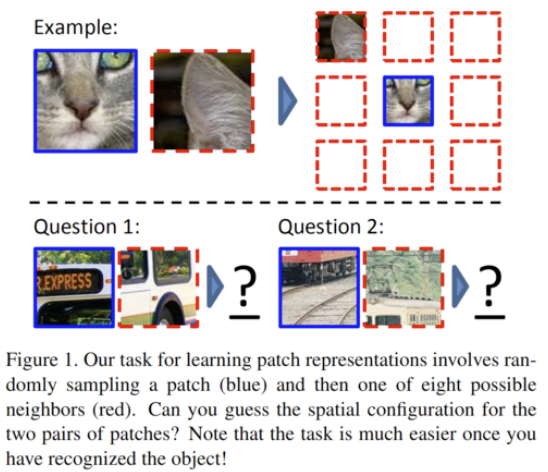 Example:
Question 1:
Question 2:
R.EXPRESS
?
?
Figure 1. Our task for learning patch representations involves ran-
domly sampling a patch (blue) and then one of eight possible
neighbors (red). Can you guess the spatial configuration for the
two pairs of patches? Note that the task is much easier once you
have recognized the object!